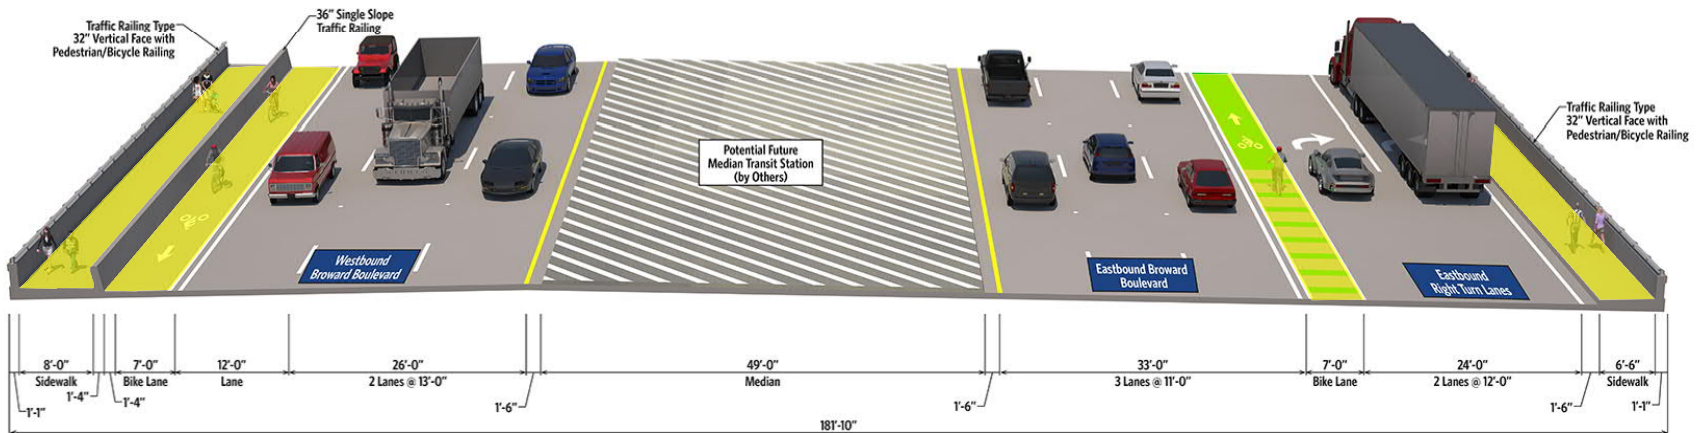 Traffic Railing Type
32" Vertical Face with
Pedestrian/Bicycle Railing
36" Single Slope
Traffic Railing
Potential Future
Median Transit Station
(by Others)
Traffic Railing Type
32" Vertical Face with
Pedestrian/Bicycle Railing
Westbound
Broward Boulevard
Eastbound Broward
Boulevard
Eastbound
Right Turn Lanes
8'-0"
Sidewalk
7'-0"
Bike Lane
12'-0"
Lane
26'-0"
2 Lanes @ 13'-0"
49'-0"
Median
33'-0"
3 Lanes @ 11'-0"
7'-0"
Bike Lane
24'-0"
2 Lanes @ 12'-0"
6'-6"
Sidewalk
1'-1"
1'-4"
1'-4"
1'-6"
1'-6"
1'-6"
1'-1"
181'-10"